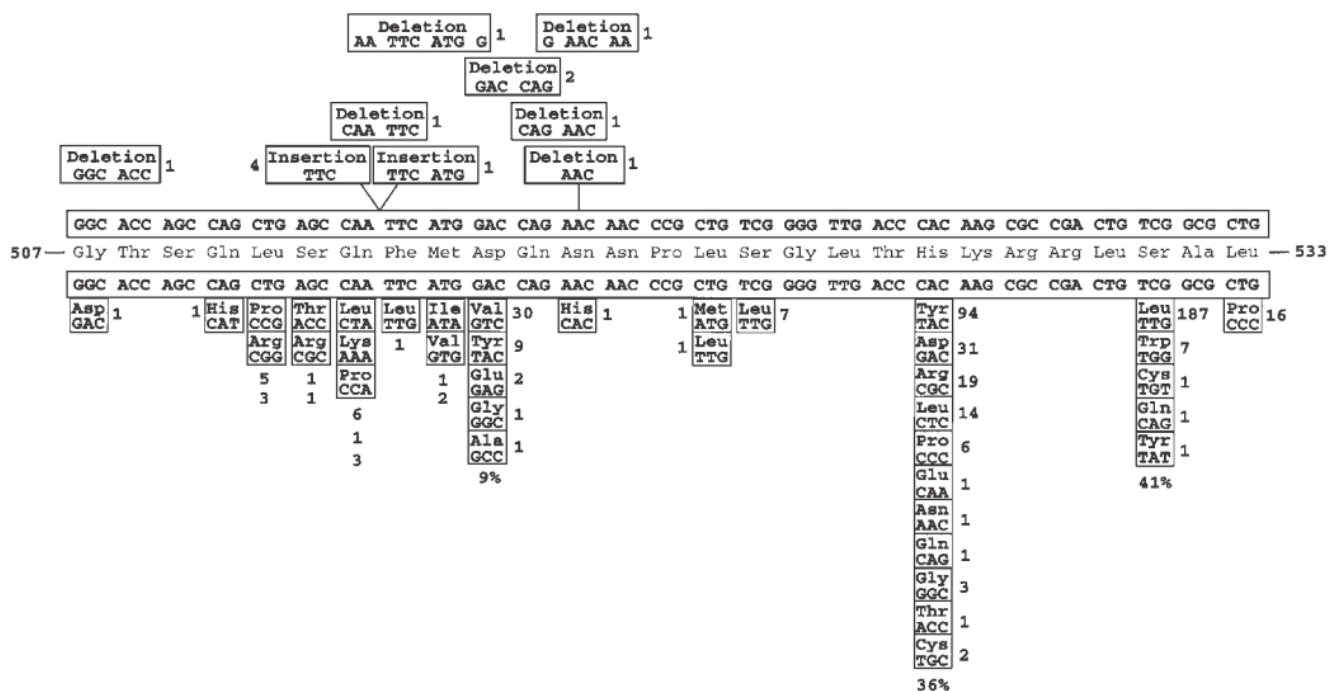 Deletion Deletion
AA TTC ATG G 1 G AAC AA 1
Deletion
GAC CAG 2
Deletion Deletion
CAA TTC 1 CAG AAC 1
Deletion Insertion Insertion Deletion
GGC ACC 1 4 TTC TTC ATG 1 AAC 1
GGC ACC AGC CAG CTG AGC CAA TTC ATG GAC CAG AAC AAC CCG CTG TCG GGG TTG ACC CAC AAG CGC CGA CTG TCG GCG CTG
507 Gly Thr Ser Gln Leu Ser Gln Phe Met Asp Gln Asn Asn Pro Leu Ser Gly Leu Thr His Lys Arg Arg Leu Ser Ala Leu 533
GGC ACC AGC CAG CTG AGC CAA TTC ATG GAC CAG AAC AAC CCG CTG TCG GGG TTG ACC CAC AAG CGC CGA CTG TCG GCG CTG
Asp His Pro Thr Leu Leu Ile Val His Met Leu Tyr Leu Pro
GAC 1 1 CAT CCG ACC CTA TTG ATA GTC 30 CAC 1 1 ATG TTG 7 TAC 94 TTG 187 CCC 16
Arg Arg Lys Val Tyr Leu Asp Trp
CGG CGC AAA 1 GTG TAC 9 1 TTG GAC 31 TGG 7
5 1 Pro 1 Glu Arg Cys
3 1 CCA 2 GAG 2 CGC 19 TGT 1
6 Gly Leu Gln
1 GGC 1 CTC 14 CAG 1
3 Ala Pro Tyr
GCC 1 CCC 6 TAT 1
9% Glu 41%
CAA 1
Asn
AAC 1
Gln
CAG 1
Gly
GGC 3
Thr
ACC 1
Cys
TGC 2
36%